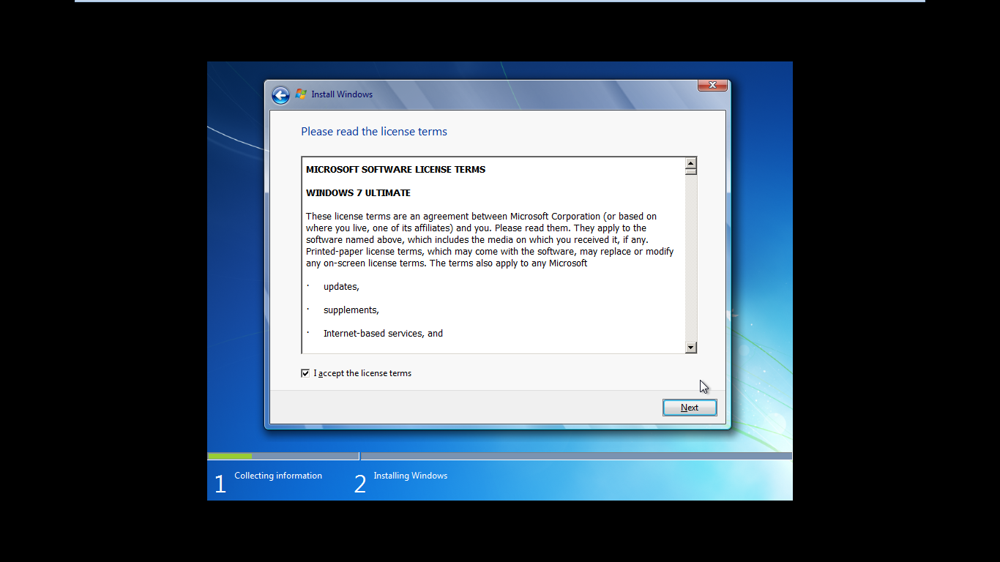 Install Windows
Please read the license terms
MICROSOFT SOFTWARE LICENSE TERMS
WINDOWS 7 ULTIMATE
These license terms are an agreement between Microsoft Corporation (or based on
where you live, one of its affiliates) and you. Please read them. They apply to the
software named above, which includes the media on which you received it, if any.
Printed-paper license terms, which may come with the software, may replace or modify
any on-screen license terms. The terms also apply to any Microsoft
· updates,
· supplements,
· Internet-based services, and
I accept the license terms
Next
1 Collecting information
2 Installing Windows